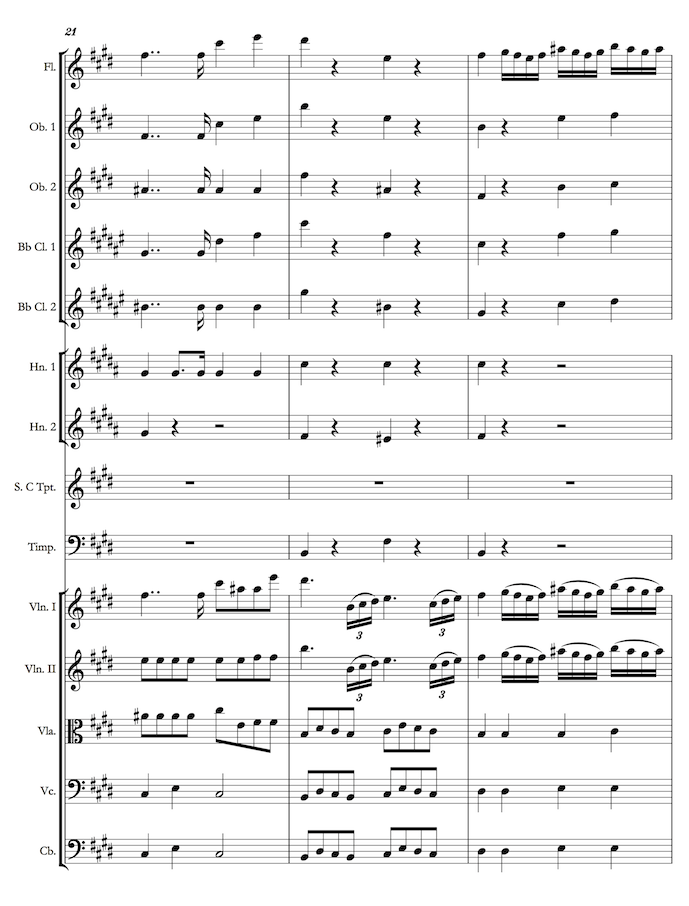 21
Fl.
Ob. 1
Ob. 2
Bb Cl. 1
Bb Cl. 2
Hn. 1
Hn. 2
S. C Tpt.
Timp.
Vln. I
3
3
Vln. II
3
3
Vla.
Vc.
Cb.